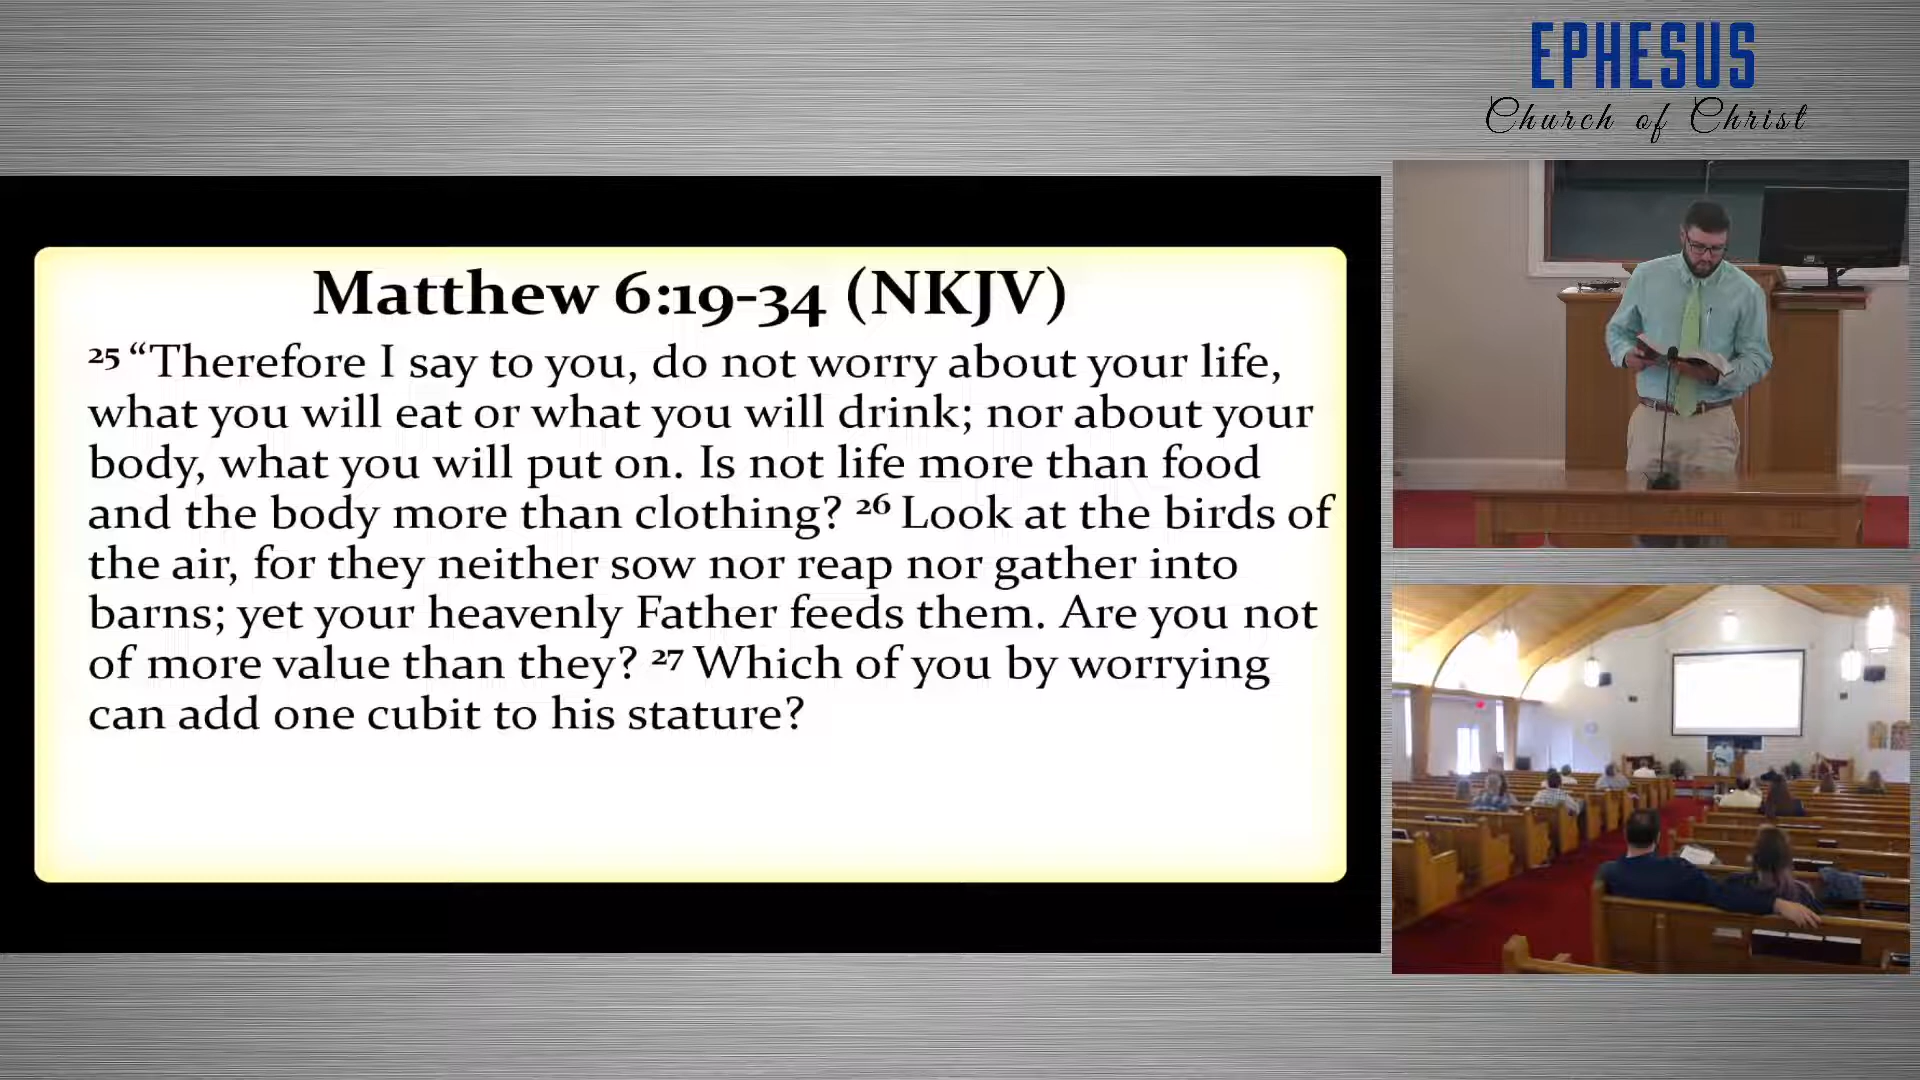 EPHESUS
Church of Christ
Matthew 6:19-34 (NKJV)
25 “Therefore I say to you, do not worry about your life,
what you will eat or what you will drink; nor about your
body, what you will put on. Is not life more than food
and the body more than clothing? 26 Look at the birds of
the air, for they neither sow nor reap nor gather into
barns; yet your heavenly Father feeds them. Are you not
of more value than they? 27 Which of you by worrying
can add one cubit to his stature?